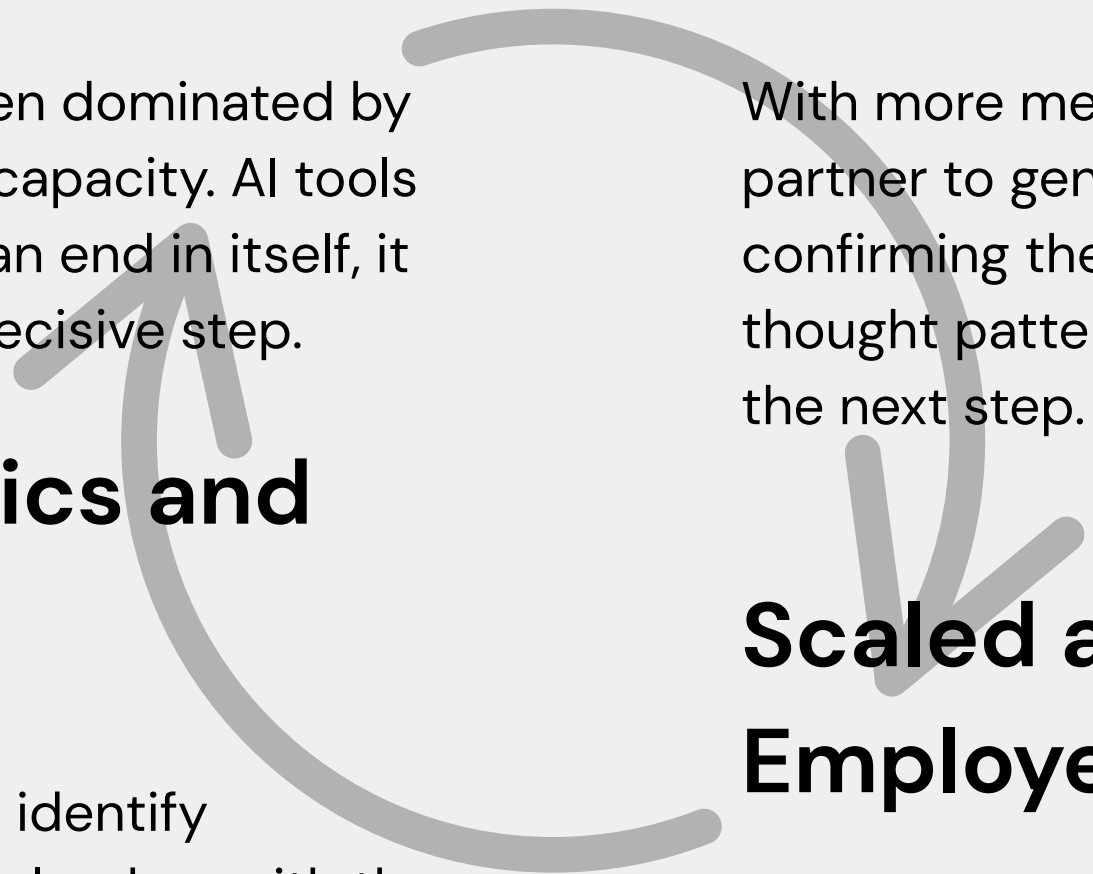 en dominated by
capacity. AI tools
an end in itself, it
ecisive step.
ics and
identify
With more me
partner to gen
confirming the
thought patte
the next step.
Scaled a
Employe